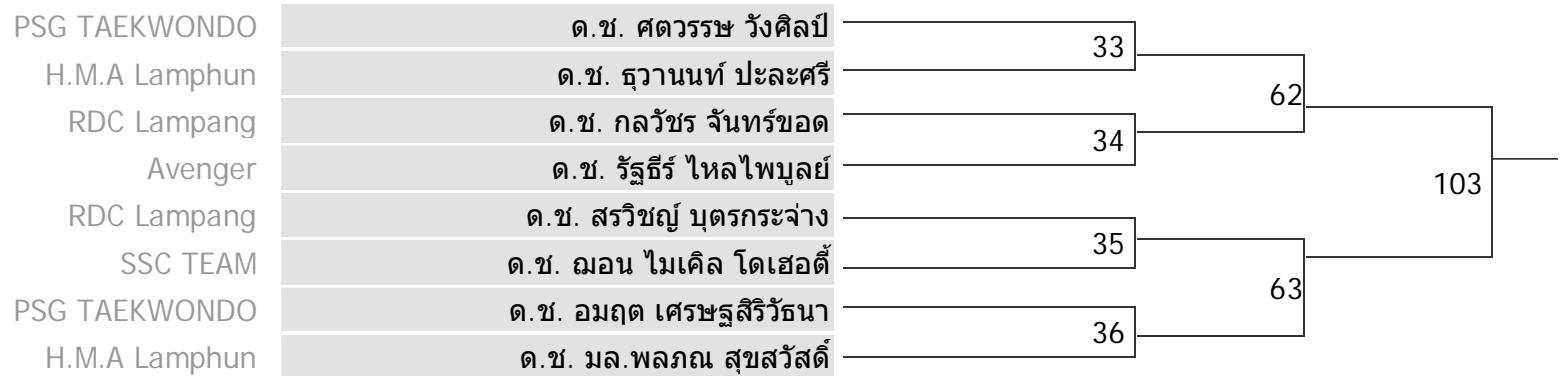 PSG TAEKWONDO ด.ช. ศตวรรษ วังศิลป์
33
H.M.A Lamphun ด.ช. ธุวานนท์ ปะละศรี
62
RDC Lampang ด.ช. กลวัชร จันทร์ขอด
34
Avenger ด.ช. รัฐธีร์ ไหลไพบูลย์
103
RDC Lampang ด.ช. สรวิชญ์ บุตรกระจ่าง
35
SSC TEAM ด.ช. ฌอน ไมเคิล โดเฮอตี้
63
PSG TAEKWONDO ด.ช. อมฤต เศรษฐสิริวัธนา
36
H.M.A Lamphun ด.ช. มล.พลภณ สุขสวัสดิ์